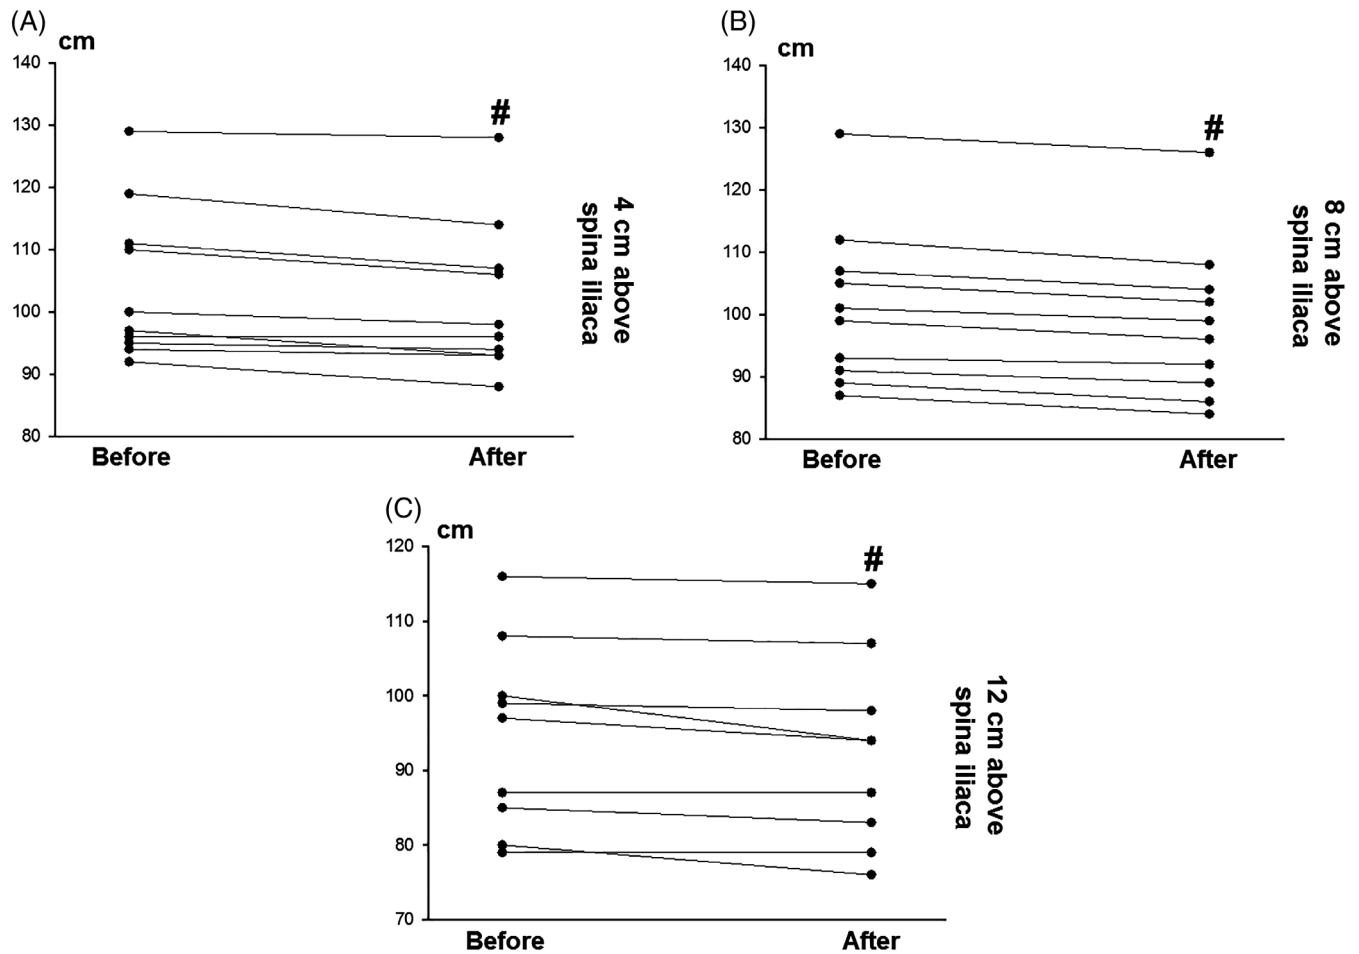 (A)
cm
140
130
120
110
100
90
80
#
4 cm above
spina iliaca
Before
After
(B)
cm
140
130
120
110
100
90
80
#
8 cm above
spina iliaca
Before
After
(C)
cm
120
110
100
90
80
70
#
12 cm above
spina iliaca
Before
After